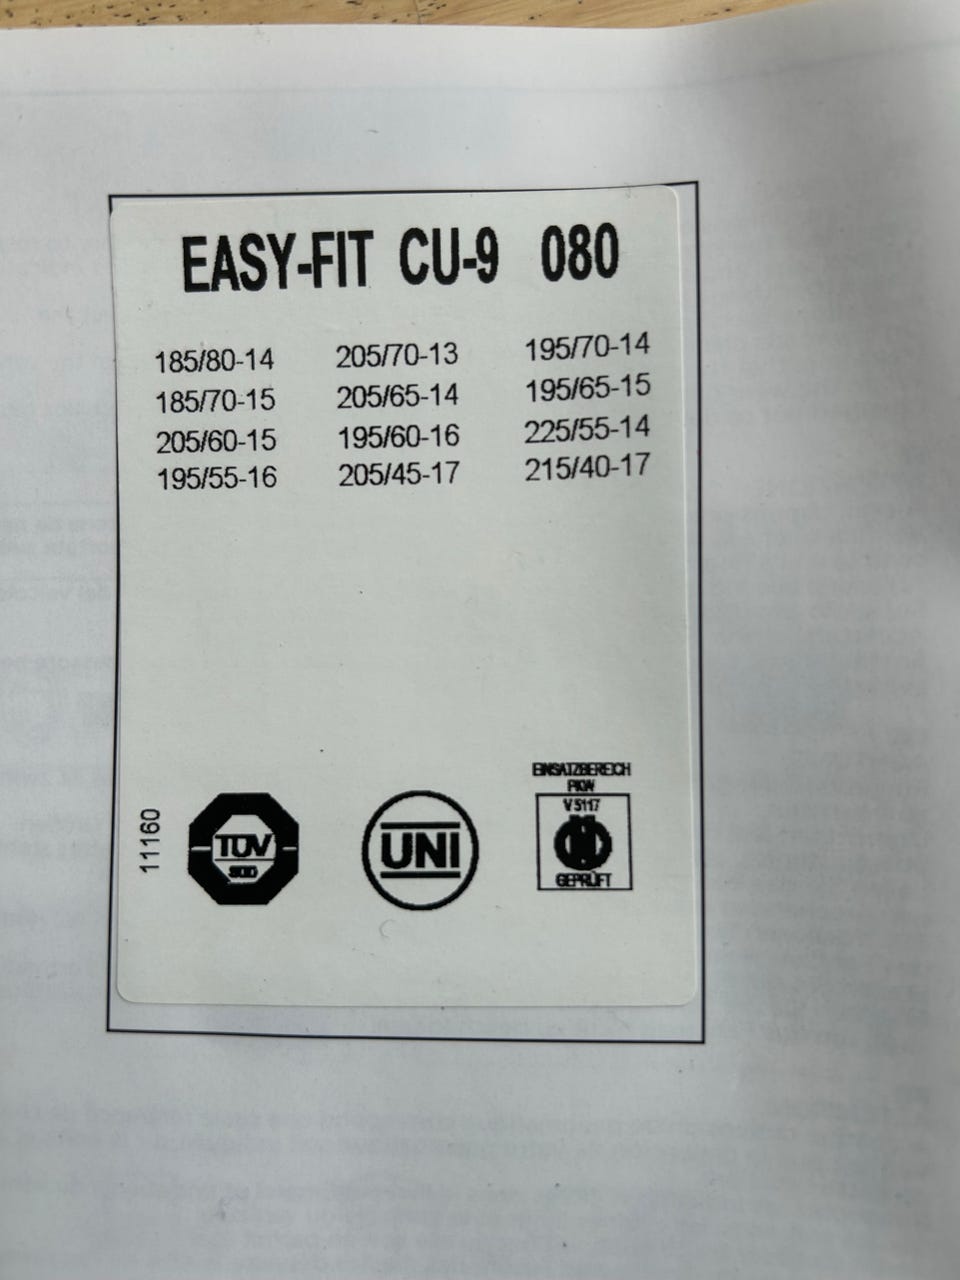 EASY-FIT CU-9 080
185/80-14 205/70-13 195/70-14
185/70-15 205/65-14 195/65-15
205/60-15 195/60-16 225/55-14
195/55-16 205/45-17 215/40-17
11160
TÜV
SÜD
UNI
EINSATZBEREICH
PKW
V 5117
GEPRÜFT